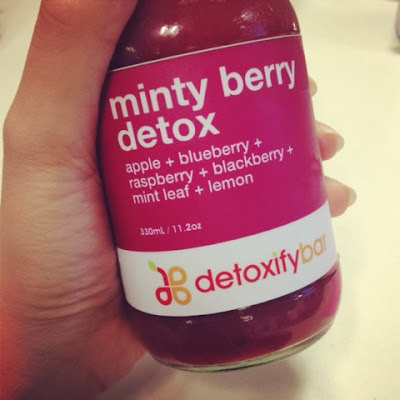 minty berry
detox
apple + blueberry +
raspberry + blackberry +
mint leaf + lemon
330mL / 11.2oz
detoxifybar